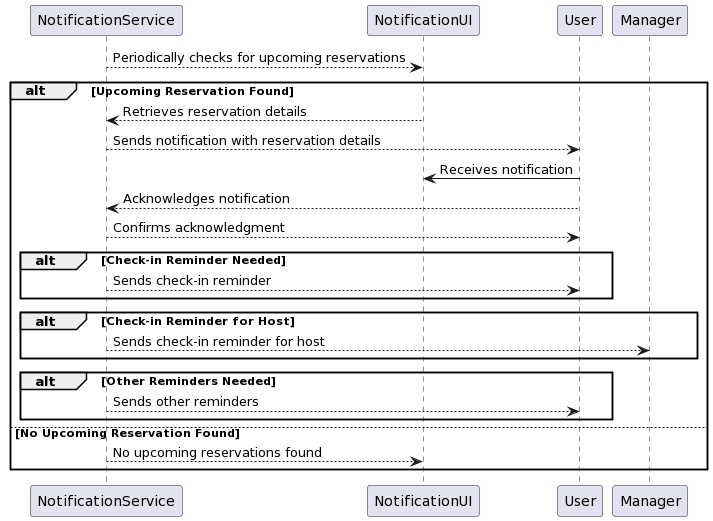 NotificationService NotificationUI User Manager
Periodically checks for upcoming reservations
alt [Upcoming Reservation Found]
Retrieves reservation details
Sends notification with reservation details
Receives notification
Acknowledges notification
Confirms acknowledgment
alt [Check-in Reminder Needed]
Sends check-in reminder
alt [Check-in Reminder for Host]
Sends check-in reminder for host
alt [Other Reminders Needed]
Sends other reminders
[No Upcoming Reservation Found]
No upcoming reservations found
NotificationService NotificationUI User Manager